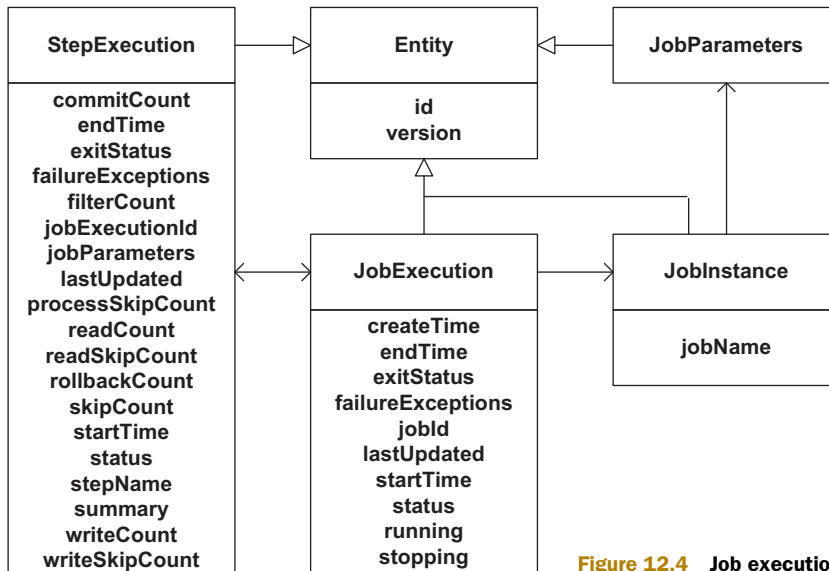 StepExecution
commitCount
endTime
exitStatus
failureExceptions
filterCount
jobExecutionId
jobParameters
lastUpdated
processSkipCount
readCount
readSkipCount
rollbackCount
skipCount
startTime
status
stepName
summary
writeCount
writeSkipCount
Entity
id
version
JobParameters
JobExecution
createTime
endTime
exitStatus
failureExceptions
jobId
lastUpdated
startTime
status
running
stopping
JobInstance
jobName
Figure 12.4 Job executio